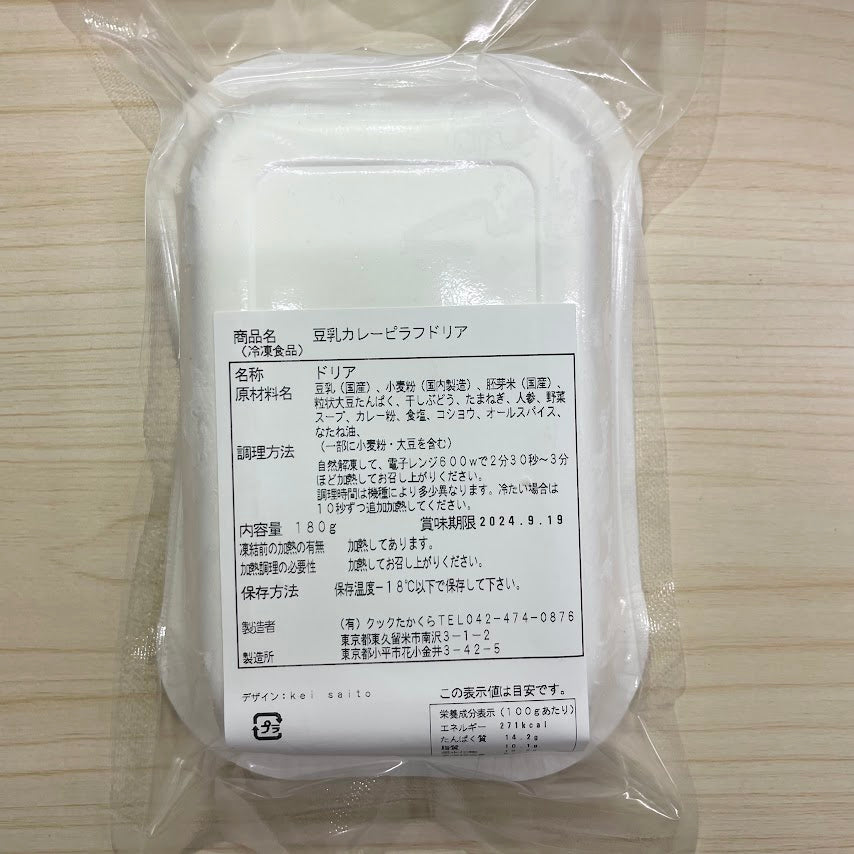 商品名 豆乳カレーピラフドリア
(冷凍食品)
名称 ドリア
原材料名 豆乳(国産)、小麦粉(国内製造)、胚芽米(国産)、
粒状大豆たんぱく、干しぶどう、たまねぎ、人参、野菜
スープ、カレー粉、食塩、コショウ、オールスパイス、
なたね油、
(一部に小麦粉・大豆を含む)
調理方法
自然解凍して、電子レンジ600wで2分30秒~3分
ほど加熱してお召し上がりください。
調理時間は機種により多少異なります。冷たい場合は
10秒ずつ追加加熱してください。
内容量 180g 賞味期限 2024.9.19
凍結前の加熱の有無 加熱してあります。
加熱調理の必要性 加熱してお召し上がりください。
保存方法 保存温度-18℃以下で保存して下さい。
製造者 (有)クックたかくらTEL042-474-0876
東京都東久留米市南沢3-1-2
製造所 東京都小平市花小金井3-42-5
デザイン:kei saito この表示値は目安です。
プラ
栄養成分表示(100gあたり)
エネルギー 271kcal
たんぱく質 14.2g
脂質 10.1g